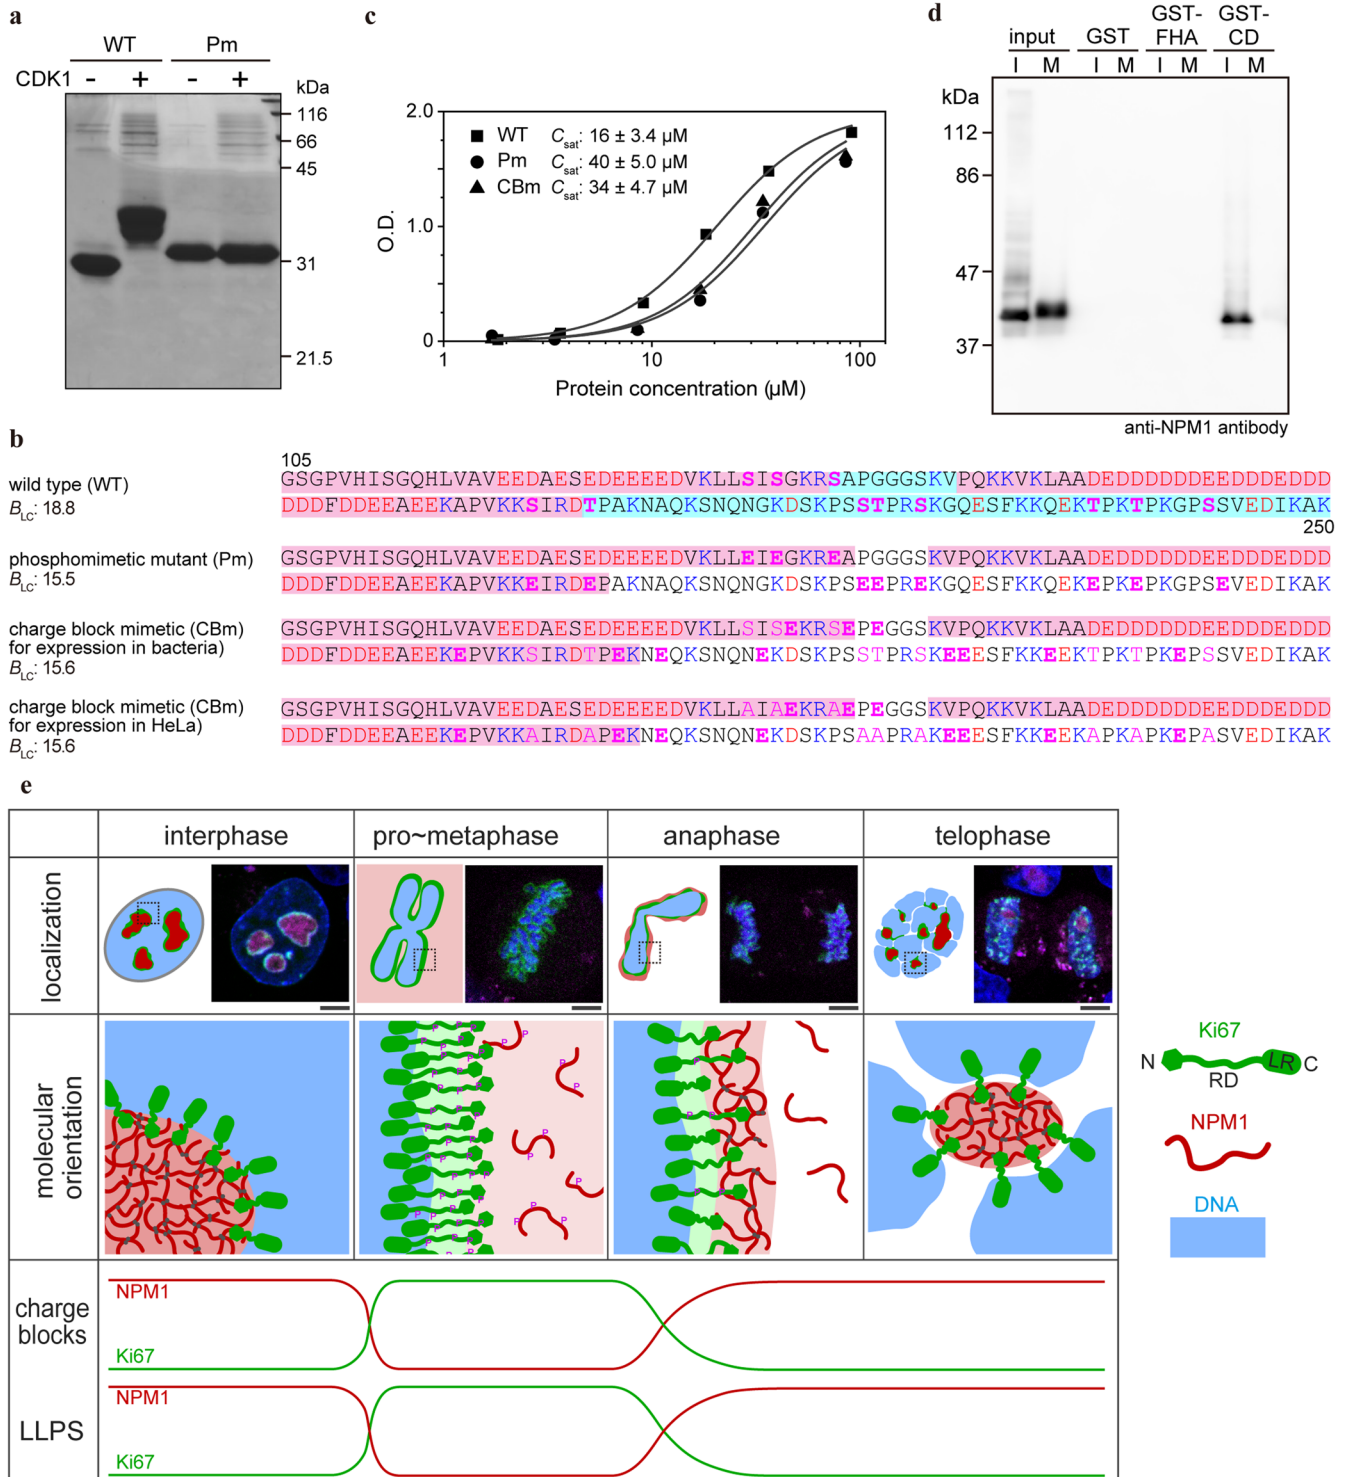 a
WT Pm
CDK1 - + - +
kDa
116
66
45
31
21.5
c
2.0
1.0
0
O.D.
WT Csat: 16 ± 3.4 µM
Pm Csat: 40 ± 5.0 µM
CBm Csat: 34 ± 4.7 µM
1 10 100
Protein concentration (µM)
d
input GST GST-FHA GST-CD
I M I M I M I M
kDa
112
86
47
37
anti-NPM1 antibody
b
105
wild type (WT)
BLC: 18.8
GSGPVHISGQHLVAVEEDAESEDEEEEDVKLLSISGKRSAPGGGSKVPQKKVKLAADEDDDDDDEEDDDEDDD
DDDFDDEEAEEKAPVKKSIRDTPAKNAQKSNQNGKDSKPSSTPRSKGQESFKKQEKTPKTPKGPSSVEDIKAK
250
phosphomimetic mutant (Pm)
BLC: 15.5
GSGPVHISGQHLVAVEEDAESEDEEEEDVKLLEIEGKREAPGGGSKVPQKKVKLAADEDDDDDDEEDDDEDDD
DDDFDDEEAEEKAPVKKEIRDEPAKNAQKSNQNGKDSKPSEEPREKGQESFKKQEKEPKEPKGPSEVEDIKAK
charge block mimetic (CBm)
for expression in bacteria)
BLC: 15.6
GSGPVHISGQHLVAVEEDAESEDEEEEDVKLLSISEKRSEPEGGSKVPQKKVKLAADEDDDDDDEEDDDEDDD
DDDFDDEEAEEKEPVKKSIRDTPEKNEQKSNQNEKDSKPSSTPRSKEEESFKKEEKTPKTPKEPSSVEDIKAK
charge block mimetic (CBm)
for expression in HeLa)
BLC: 15.6
GSGPVHISGQHLVAVEEDAESEDEEEEDVKLLAIAEKRAEPEGGSKVPQKKVKLAADEDDDDDDEEDDDEDDD
DDDFDDEEAEEKEPVKKAIRDAPEKNEQKSNQNEKDSKPSAAPRAKEEESFKKEEKAPKAPKEPASVEDIKAK
e
interphase pro~metaphase anaphase telophase
localization
molecular
orientation
Ki67
N LR C
RD
NPM1
DNA
charge
blocks
NPM1
Ki67
LLPS
NPM1
Ki67